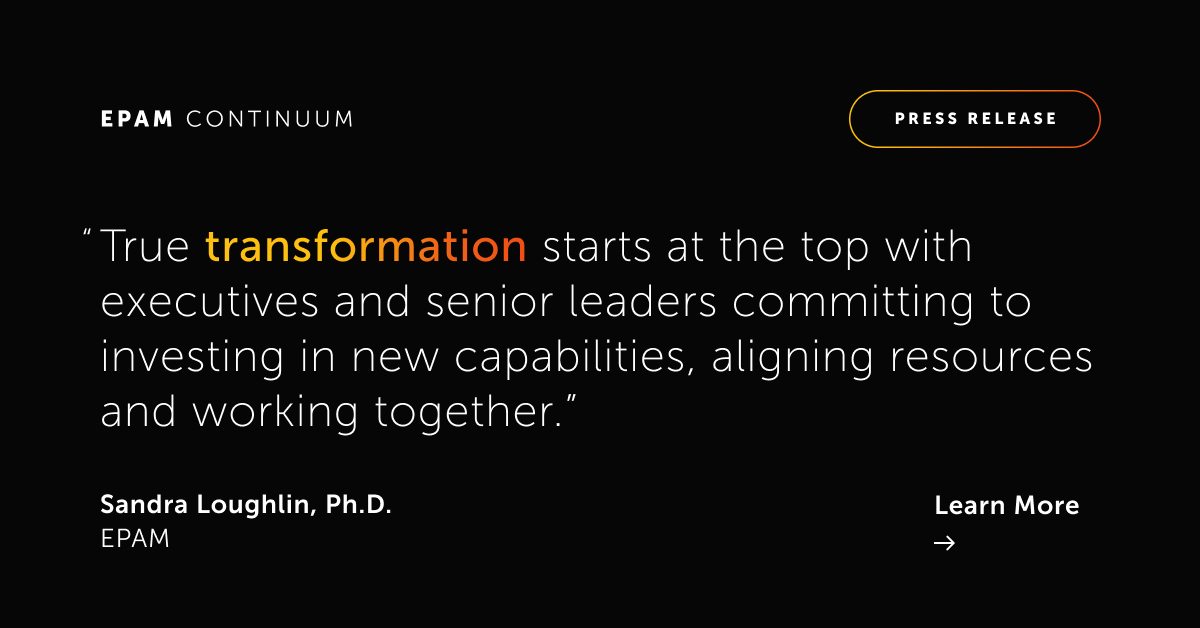 EPAM CONTINUUM
PRESS RELEASE
“True transformation starts at the top with
executives and senior leaders committing to
investing in new capabilities, aligning resources
and working together.”
Sandra Loughlin, Ph.D.
EPAM
Learn More
→